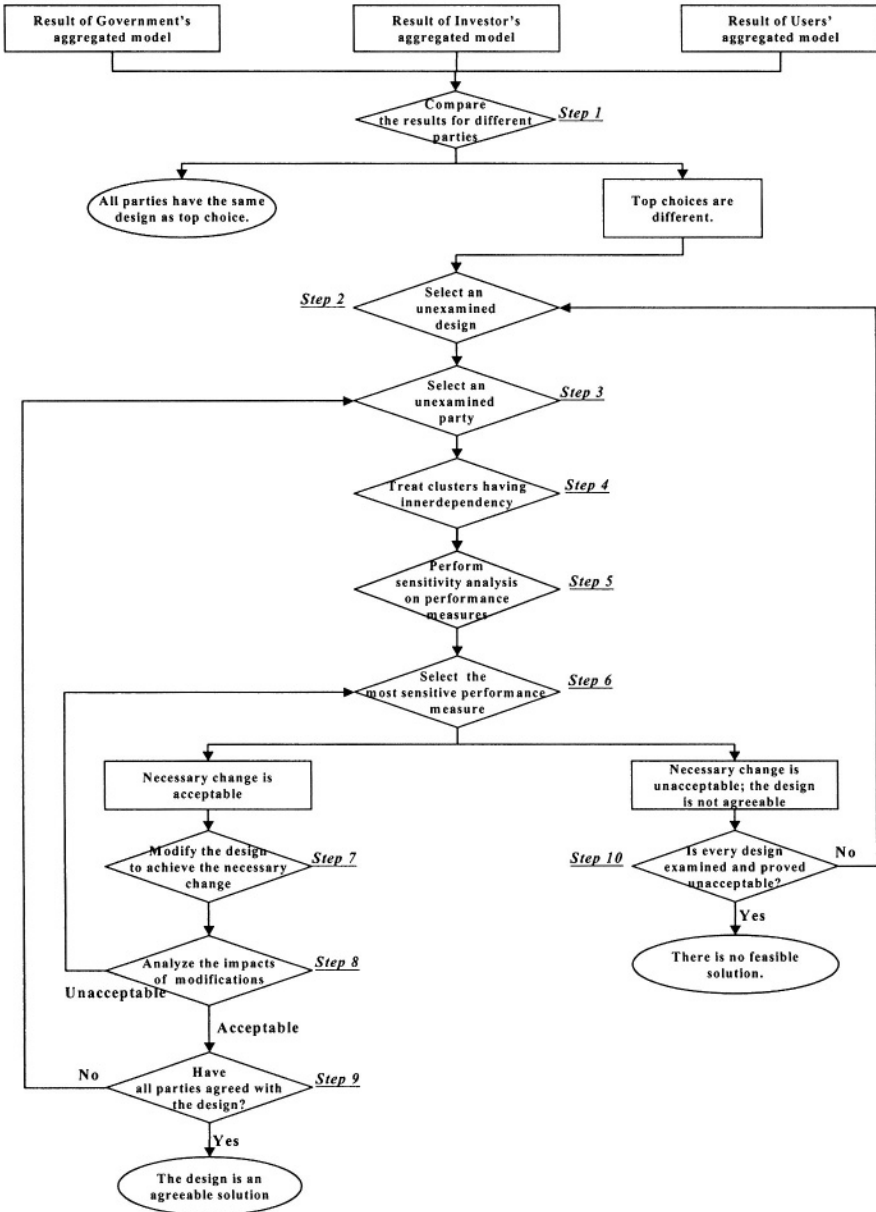 Result of Government's
aggregated model
Result of Investor's
aggregated model
Result of Users'
aggregated model
Compare
the results for different
parties
Step 1
All parties have the same
design as top choice.
Top choices are
different.
Step 2
Select an
unexamined
design
Select an
unexamined
party
Step 3
Treat clusters having
innerdependency
Step 4
Perform
sensitivity analysis
on performance
measures
Step 5
Select the
most sensitive performance
measure
Step 6
Necessary change is
acceptable
Necessary change is
unacceptable; the design
is not agreeable
Modify the design
to achieve the necessary
change
Step 7
Step 10
Is every design
examined and proved
unacceptable?
No
Yes
Analyze the impacts
of modifications
Step 8
Unacceptable
There is no feasible
solution.
Acceptable
No
Have
all parties agreed with
the design?
Step 9
Yes
The design is an
agreeable solution